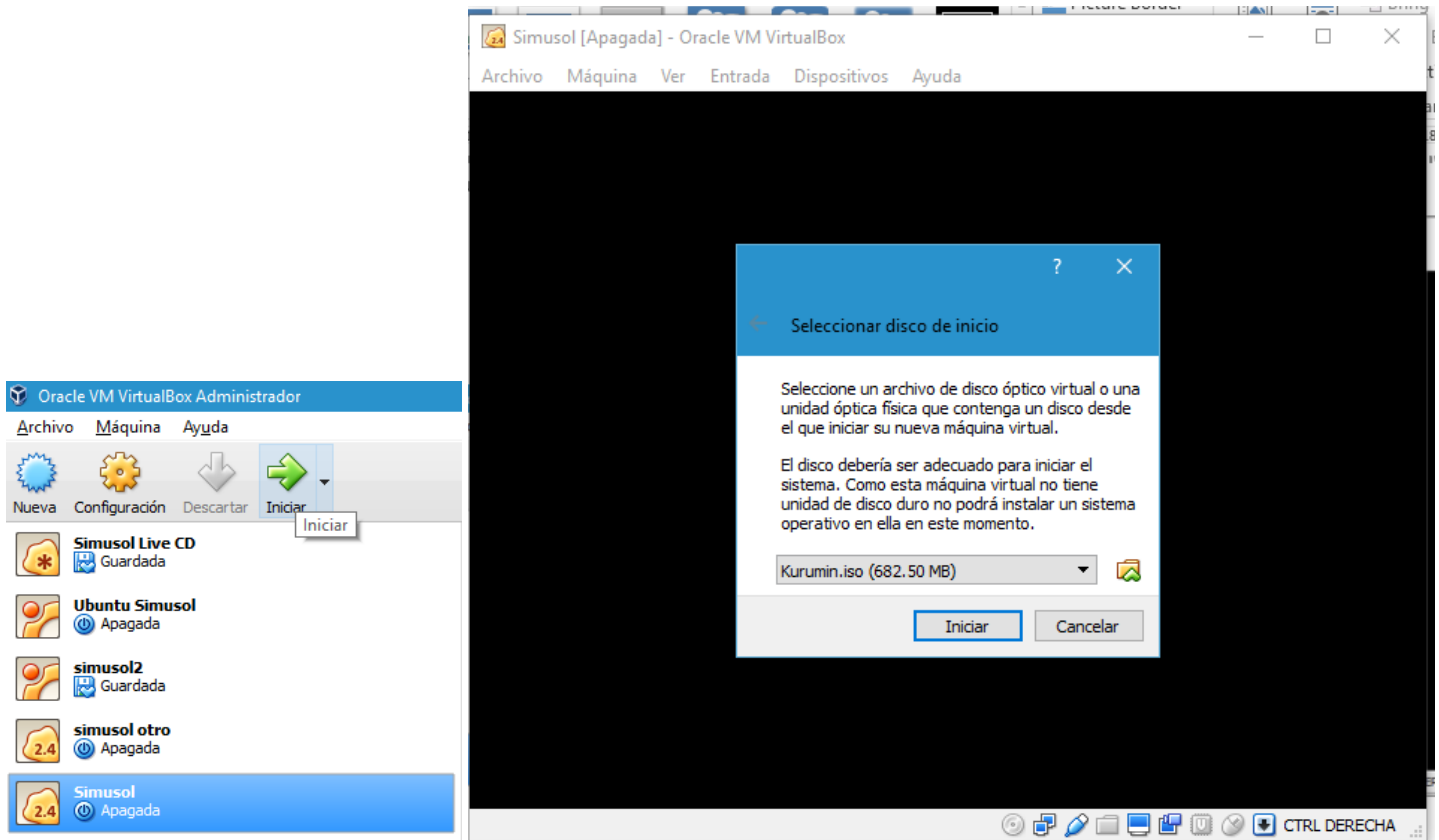 Oracle VM VirtualBox Administrador
Archivo Máquina Ayuda
Nueva Configuración Descartar Iniciar
Iniciar
Simusol Live CD
Guardada
Ubuntu Simusol
Apagada
simusol2
Guardada
simusol otro
2.4 Apagada
Simusol
2.4 Apagada
2.4 Simusol [Apagada] - Oracle VM VirtualBox
Archivo Máquina Ver Entrada Dispositivos Ayuda
?
Seleccionar disco de inicio
Seleccione un archivo de disco óptico virtual o una
unidad óptica física que contenga un disco desde
el que iniciar su nueva máquina virtual.
El disco debería ser adecuado para iniciar el
sistema. Como esta máquina virtual no tiene
unidad de disco duro no podrá instalar un sistema
operativo en ella en este momento.
Kurumin.iso (682.50 MB)
Iniciar Cancelar
CTRL DERECHA